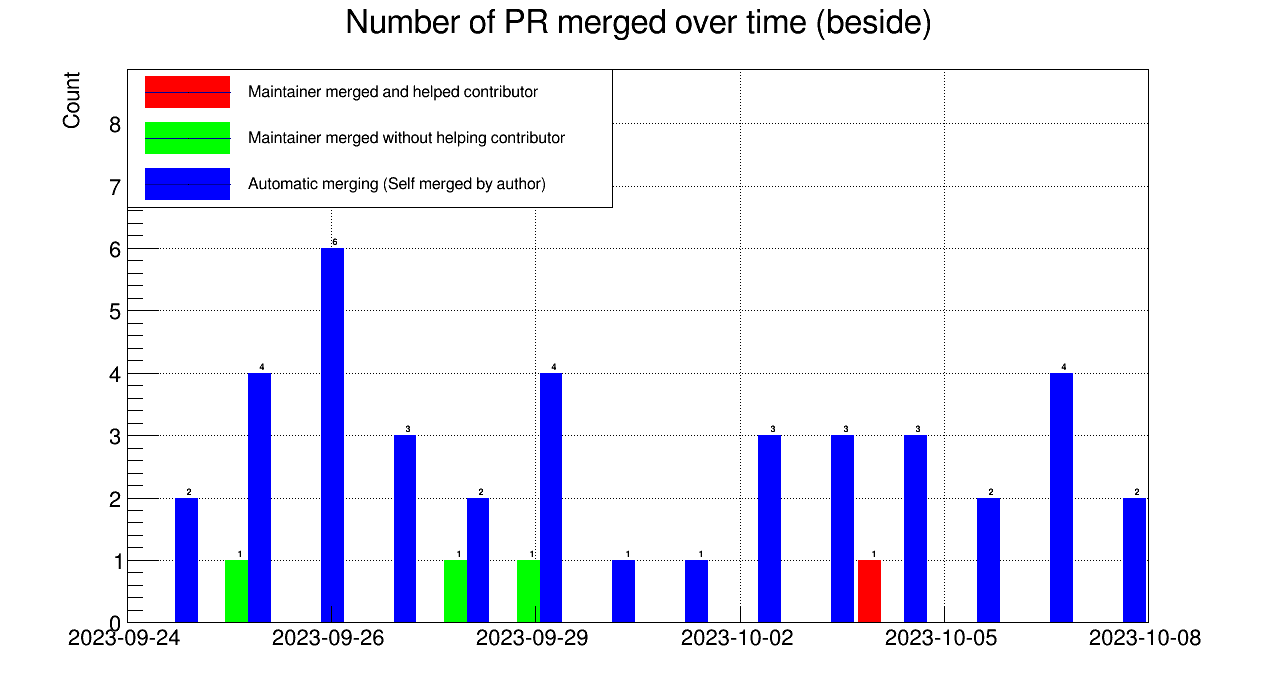 Number of PR merged over time (beside)
Count
Maintainer merged and helped contributor
Maintainer merged without helping contributor
Automatic merging (Self merged by author)
8
7
6
5
4
3
2
1
0
2 1 4 6 3 1 2 1 4 1 1 3 3 1 3 2 4 2
2023-09-24 2023-09-26 2023-09-29 2023-10-02 2023-10-05 2023-10-08